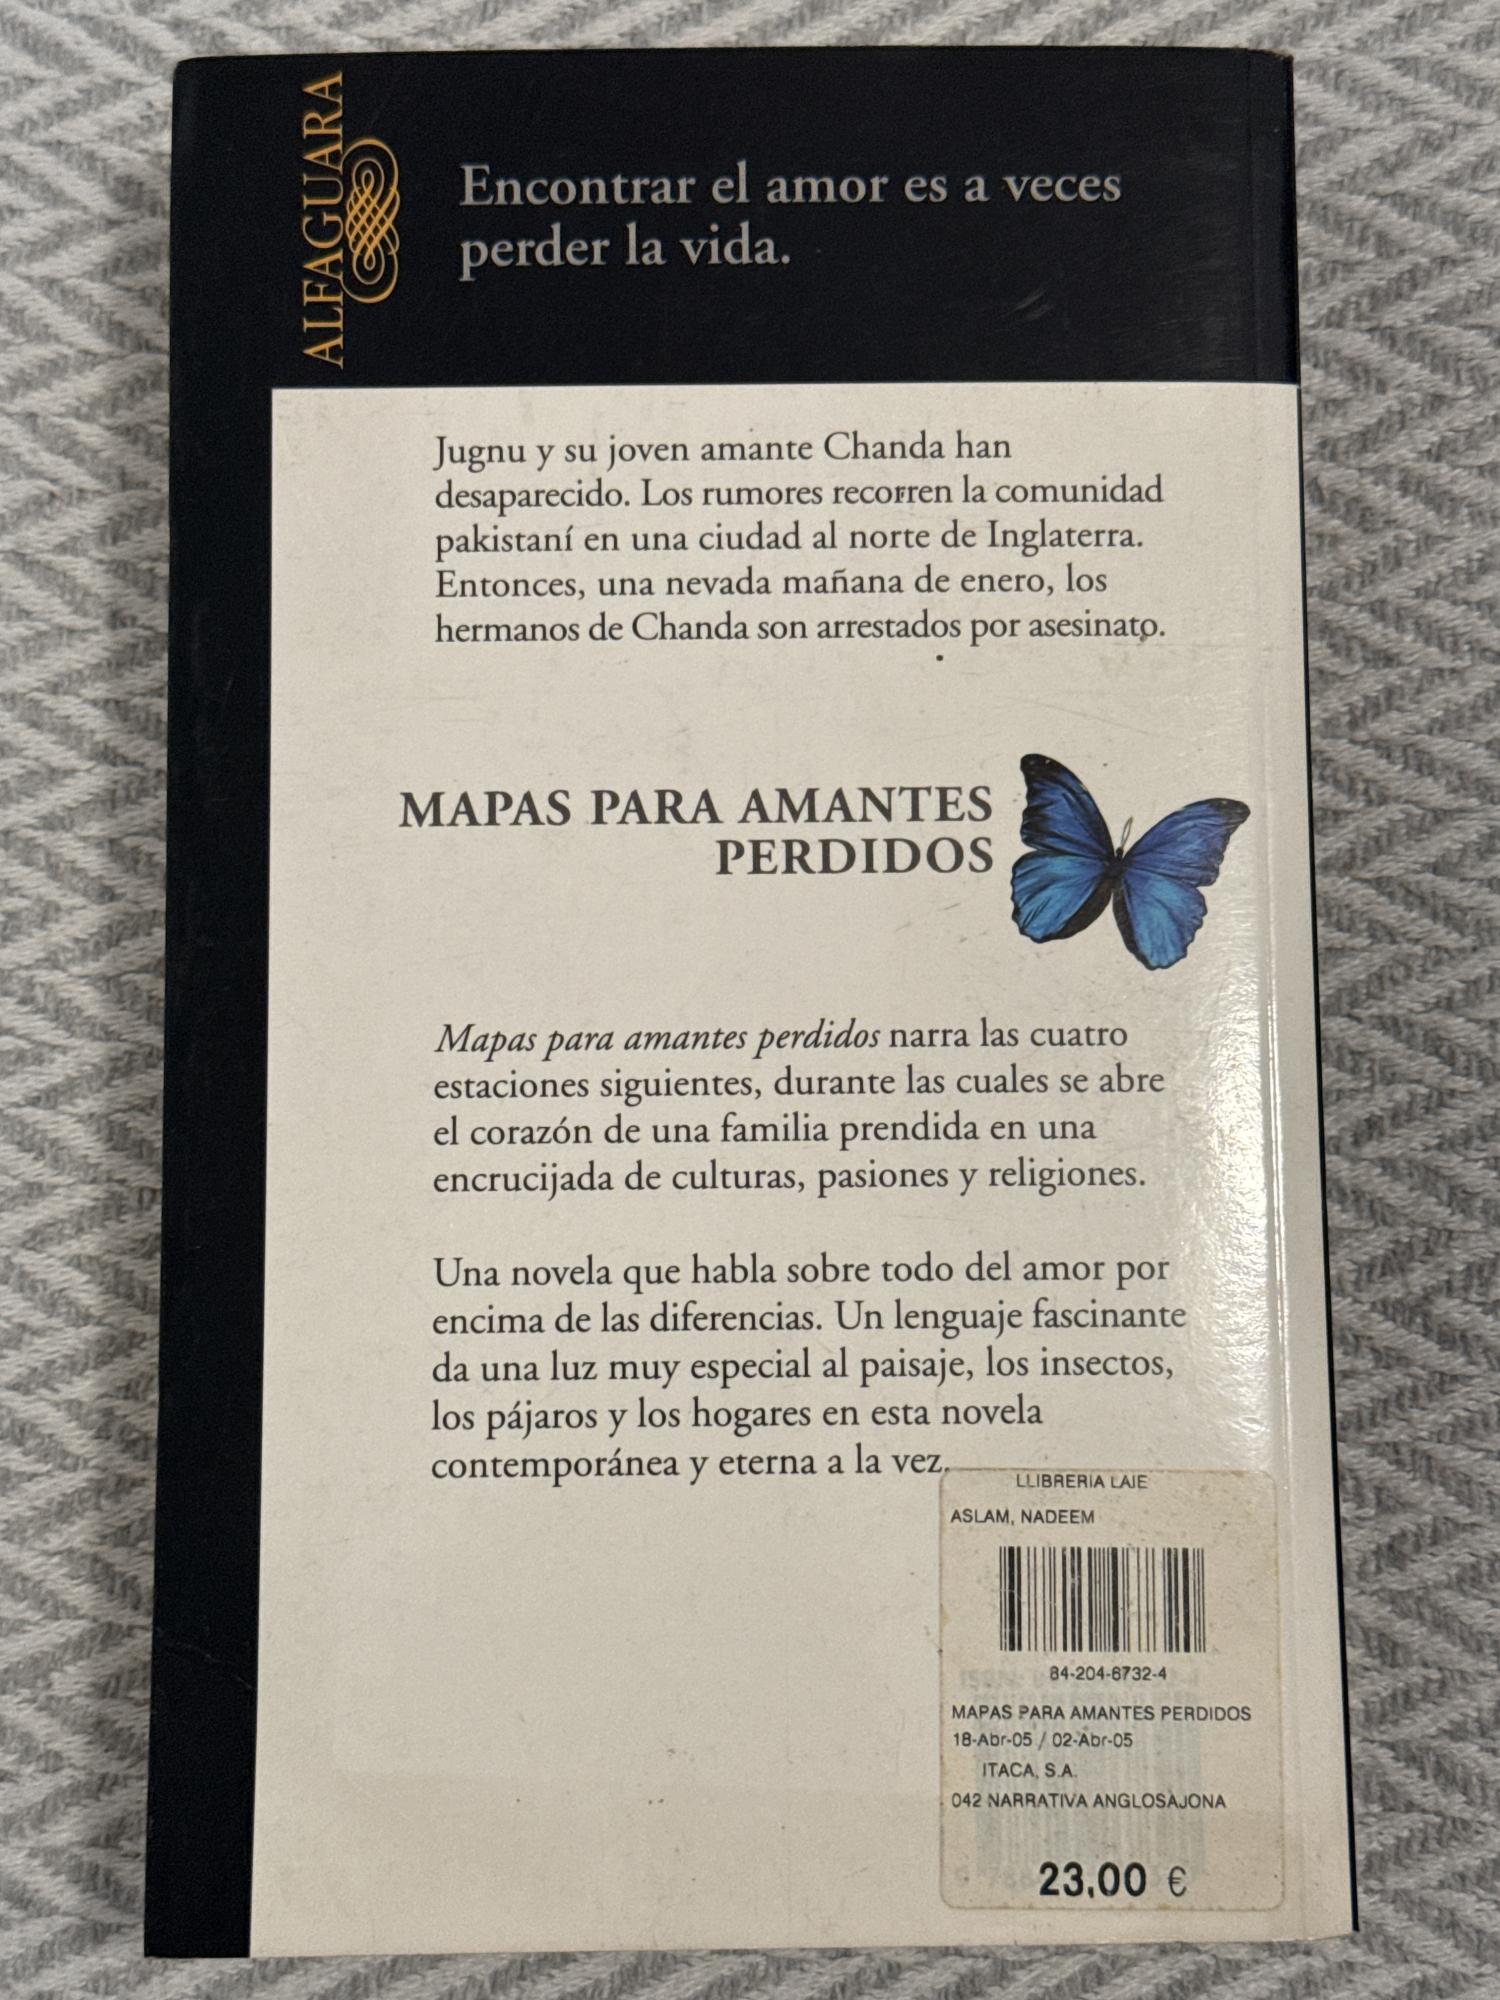 ALFAGUARA
Encontrar el amor es a veces
perder la vida.
Jugnu y su joven amante Chanda han
desaparecido. Los rumores recorren la comunidad
pakistaní en una ciudad al norte de Inglaterra.
Entonces, una nevada mañana de enero, los
hermanos de Chanda son arrestados por asesinato.
MAPAS PARA AMANTES
PERDIDOS
Mapas para amantes perdidos narra las cuatro
estaciones siguientes, durante las cuales se abre
el corazón de una familia prendida en una
encrucijada de culturas, pasiones y religiones.
Una novela que habla sobre todo del amor por
encima de las diferencias. Un lenguaje fascinante
da una luz muy especial al paisaje, los insectos,
los pájaros y los hogares en esta novela
contemporánea y eterna a la vez.
LLIBRERIA LAIE
ASLAM, NADEEM
84-204-6732-4
MAPAS PARA AMANTES PERDIDOS
18-Abr-05 / 02-Abr-05
ITACA, S.A.
042 NARRATIVA ANGLOSAJONA
23,00 €